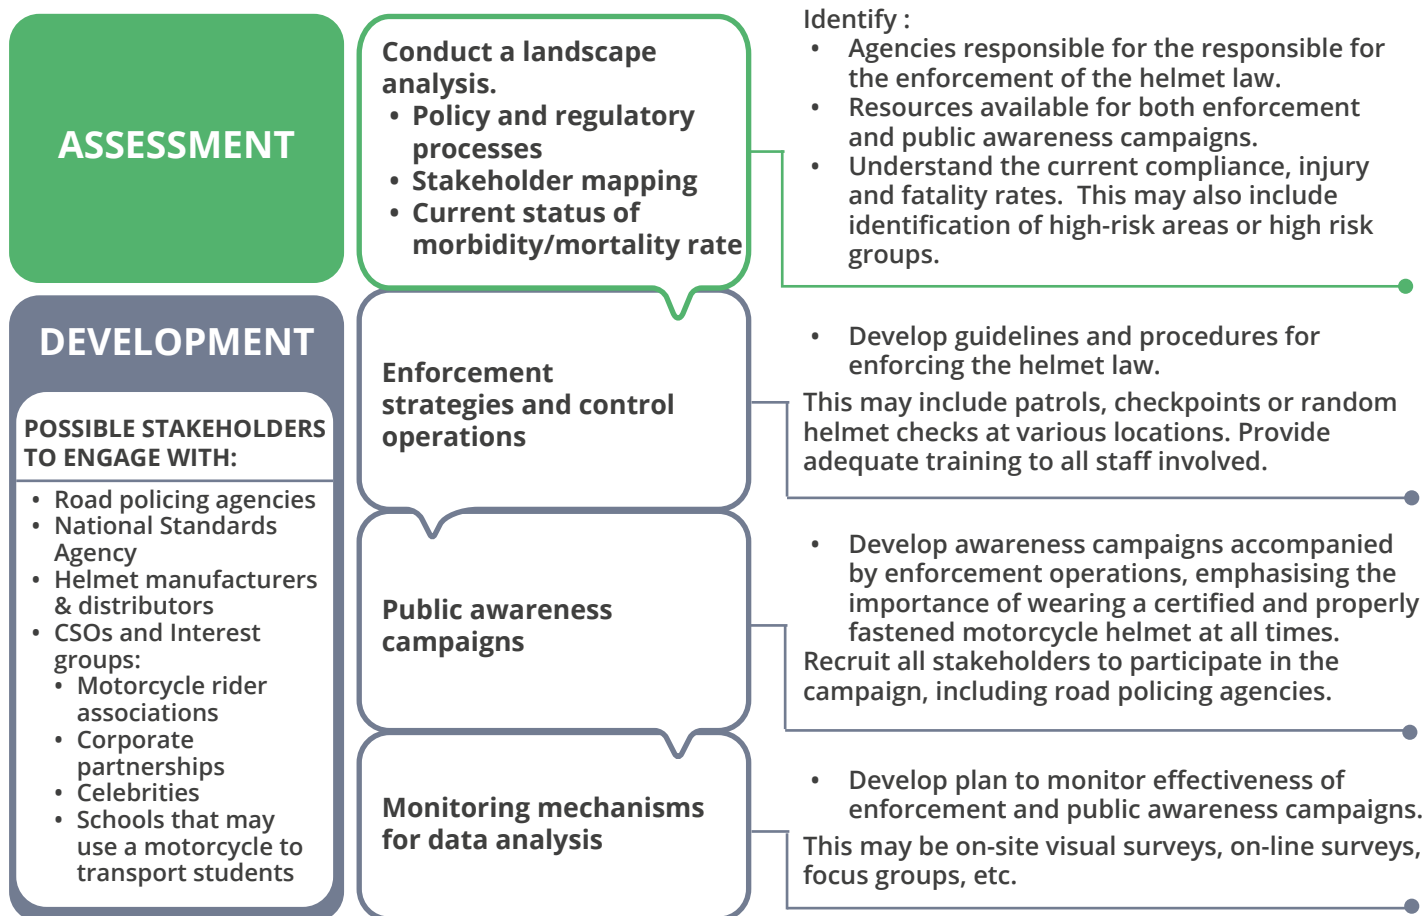 ASSESSMENT
Conduct a landscape
analysis.
• Policy and regulatory
processes
• Stakeholder mapping
• Current status of
morbidity/mortality rate
Identify :
• Agencies responsible for the responsible for
the enforcement of the helmet law.
• Resources available for both enforcement
and public awareness campaigns.
• Understand the current compliance, injury
and fatality rates.  This may also include
identification of high-risk areas or high risk
groups.
DEVELOPMENT
POSSIBLE STAKEHOLDERS
TO ENGAGE WITH:
• Road policing agencies
• National Standards
Agency
• Helmet manufacturers
& distributors
• CSOs and Interest
groups:
• Motorcycle rider
associations
• Corporate
partnerships
• Celebrities
• Schools that may
use a motorcycle to
transport students
Enforcement
strategies and control
operations
• Develop guidelines and procedures for
enforcing the helmet law.
This may include patrols, checkpoints or random
helmet checks at various locations. Provide
adequate training to all staff involved.
Public awareness
campaigns
• Develop awareness campaigns accompanied
by enforcement operations, emphasising the
importance of wearing a certified and properly
fastened motorcycle helmet at all times.
Recruit all stakeholders to participate in the
campaign, including road policing agencies.
Monitoring mechanisms
for data analysis
• Develop plan to monitor effectiveness of
enforcement and public awareness campaigns.
This may be on-site visual surveys, on-line surveys,
focus groups, etc.